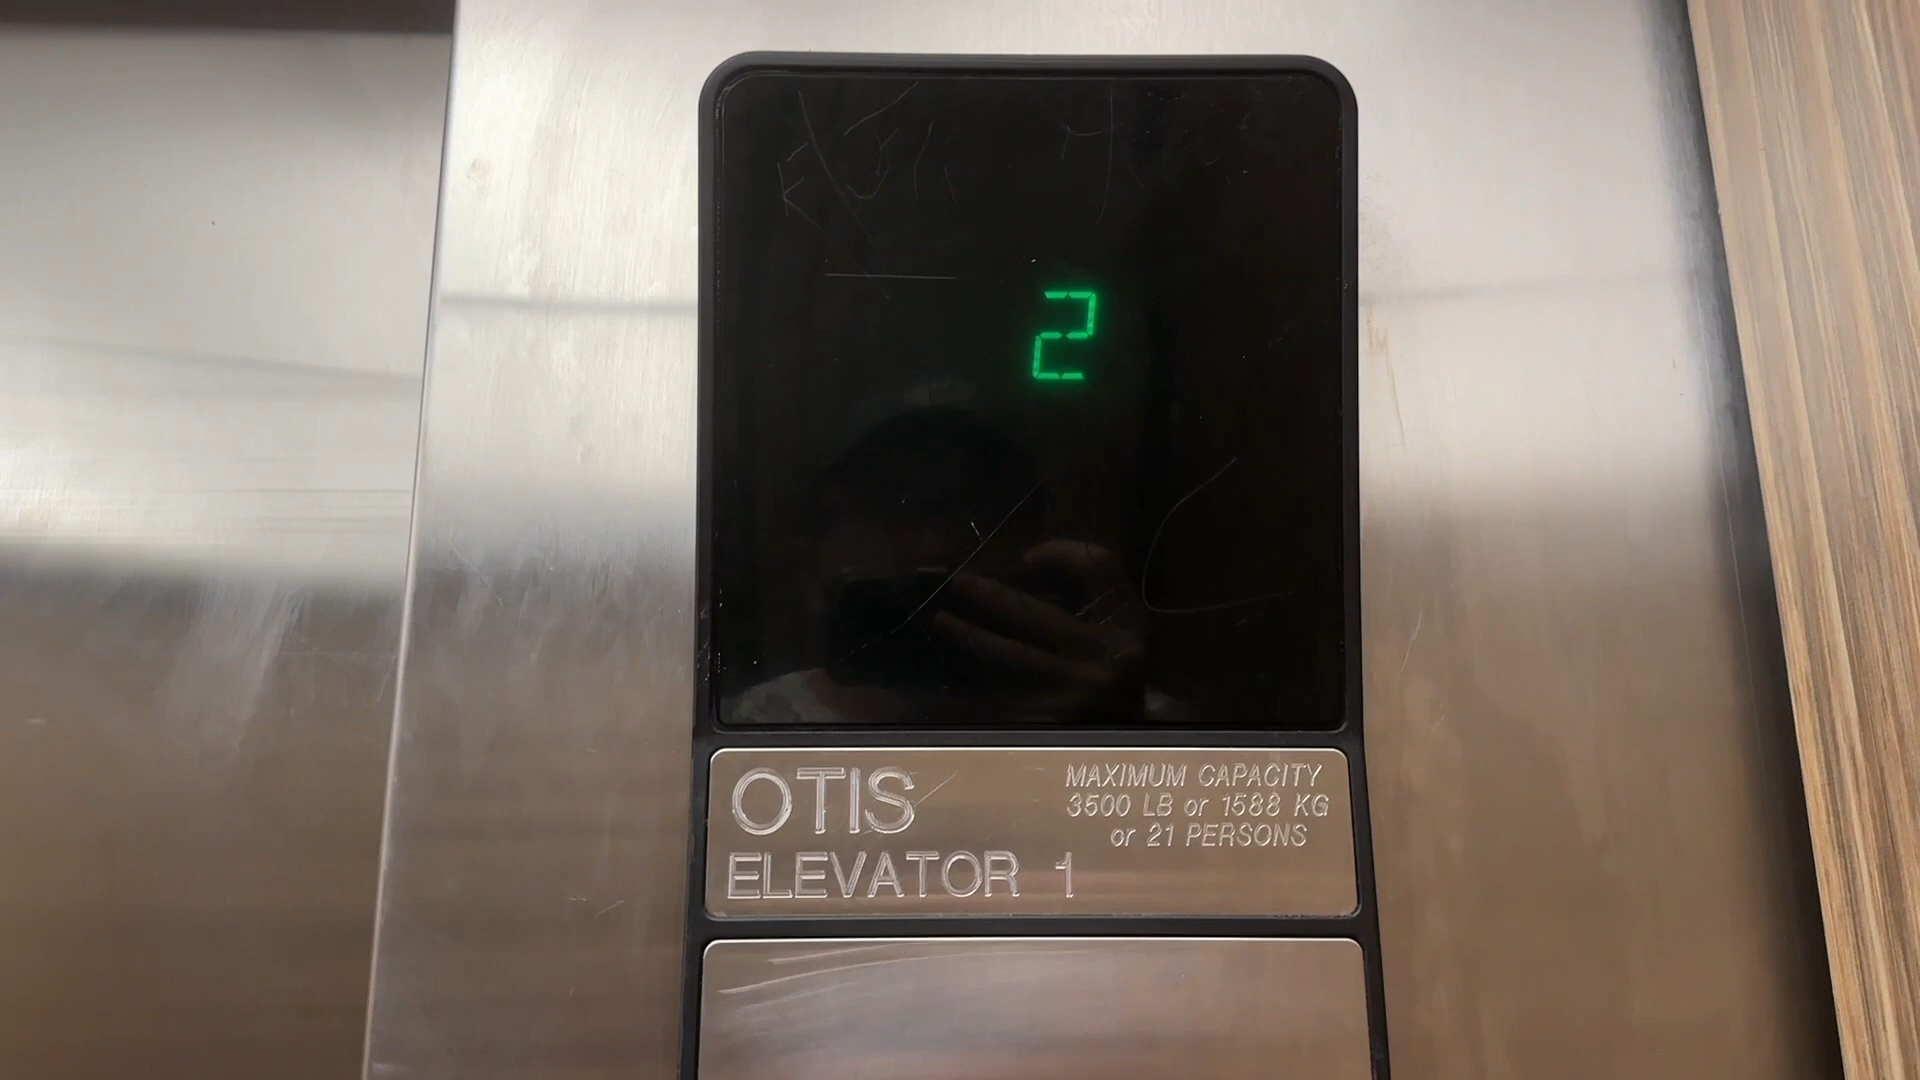 2
OTIS
ELEVATOR 1
MAXIMUM CAPACITY
3500 LB or 1588 KG
or 21 PERSONS